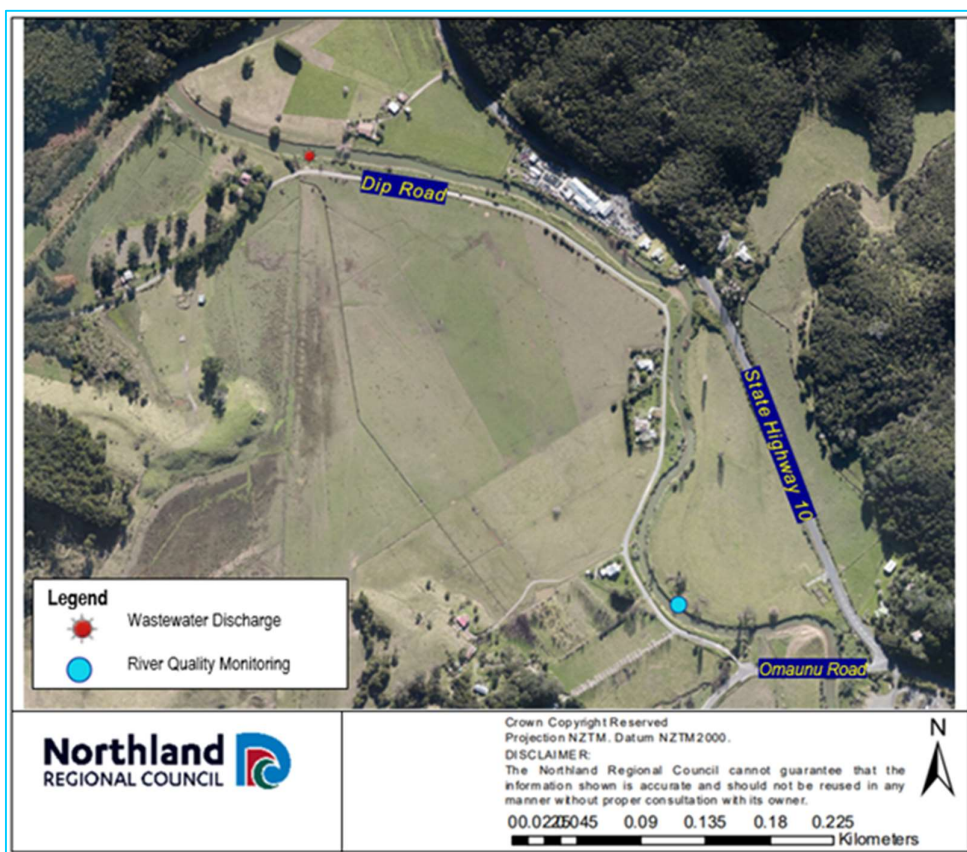 Dip Road
State Highway 10
Omaunu Road
Legend
Wastewater Discharge
River Quality Monitoring
Northland
REGIONAL COUNCIL
Crown Copyright Reserved
Projection NZTM. Datum NZTM2000.
DISCLAIMER:
The Northland Regional Council cannot guarantee that the
information shown is accurate and should not be reused in any
manner without proper consultation with its owner.
N
0.09 0.135 0.18 0.225
Kilometers